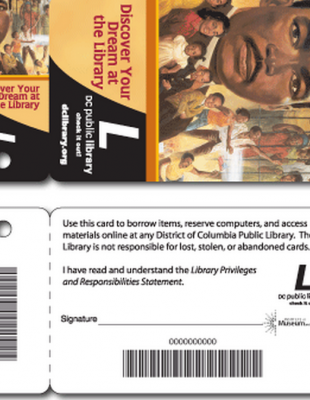 Discover Your
Dream at
the Library
ver Your
Dream at
e Library
L
DC public library
check it out!
dclibrary.org
Use this card to borrow items, reserve computers, and access
materials online at any District of Columbia Public Library. The
Library is not responsible for lost, stolen, or abandoned cards.
I have read and understand the Library Privileges
and Responsibilities Statement.
L
DC public li
check it
Signature
Museum
0000000000